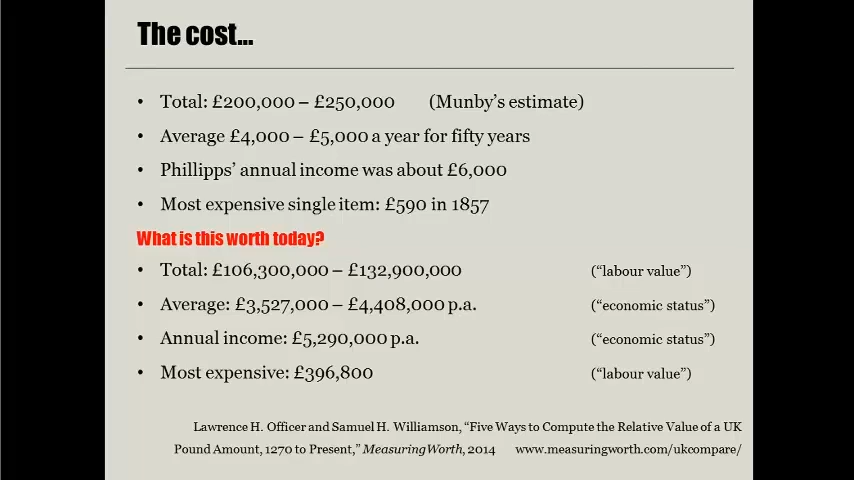 The cost...
• Total: £200,000 – £250,000 (Munby's estimate)
• Average £4,000 – £5,000 a year for fifty years
• Phillipps' annual income was about £6,000
• Most expensive single item: £590 in 1857
What is this worth today?
• Total: £106,300,000 – £132,900,000 ("labour value")
• Average: £3,527,000 – £4,408,000 p.a. ("economic status")
• Annual income: £5,290,000 p.a. ("economic status")
• Most expensive: £396,800 ("labour value")
Lawrence H. Officer and Samuel H. Williamson, "Five Ways to Compute the Relative Value of a UK
Pound Amount, 1270 to Present," MeasuringWorth, 2014 www.measuringworth.com/ukcompare/